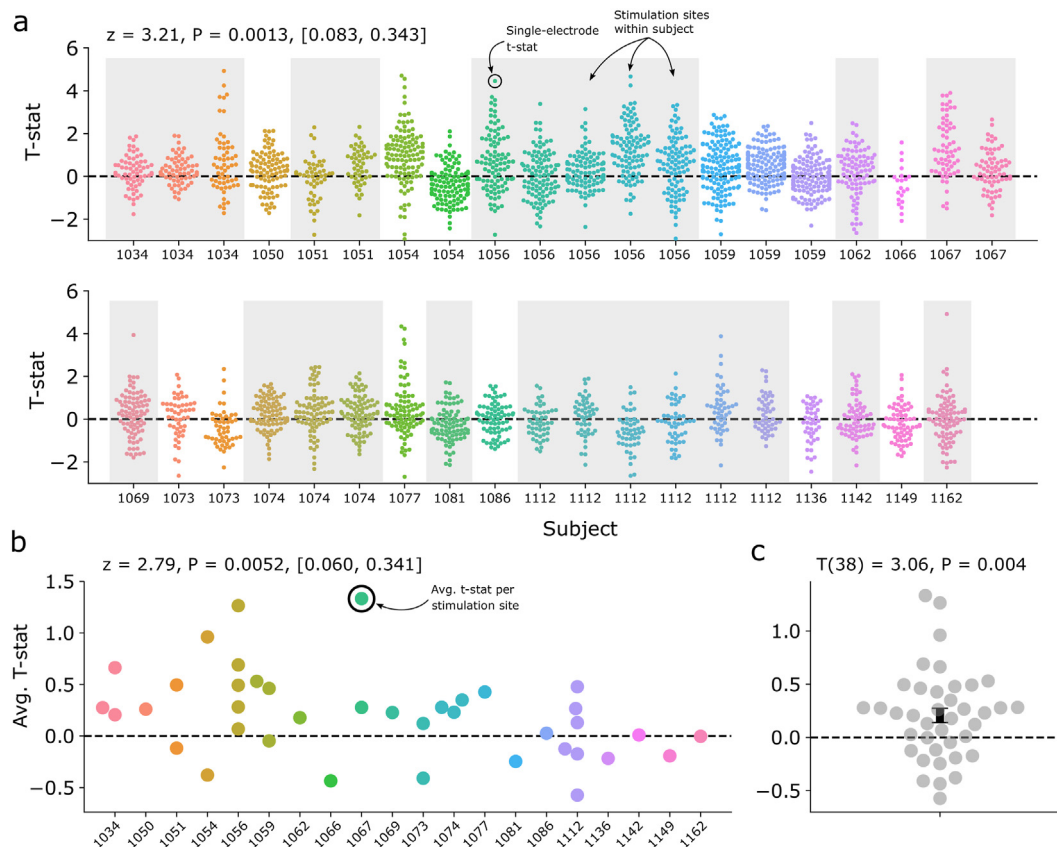 a
z = 3.21, P = 0.0013, [0.083, 0.343]
Single-electrode
t-stat
Stimulation sites
within subject
T-stat
6
4
2
0
−2
1034 1034 1034 1050 1051 1051 1054 1054 1056 1056 1056 1056 1056 1059 1059 1059 1062 1066 1067 1067
T-stat
6
4
2
0
−2
1069 1073 1073 1074 1074 1074 1077 1081 1086 1112 1112 1112 1112 1112 1112 1136 1142 1149 1162
Subject
b
z = 2.79, P = 0.0052, [0.060, 0.341]
Avg. t-stat per
stimulation site
Avg. T-stat
1.5
1.0
0.5
0.0
−0.5
1034 1050 1051 1054 1056 1059 1062 1066 1067 1069 1073 1074 1077 1081 1086 1112 1136 1142 1149 1162
c
T(38) = 3.06, P = 0.004
1.0
0.5
0.0
−0.5